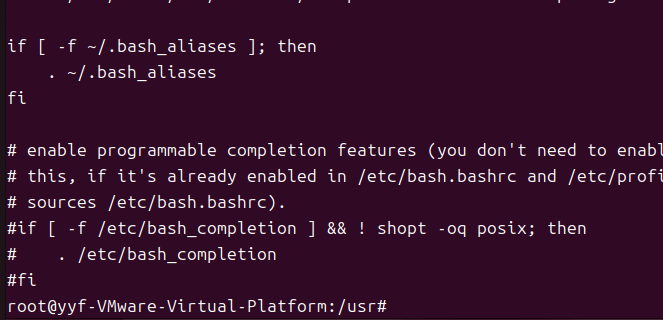 if [ -f ~/.bash_aliases ]; then
    . ~/.bash_aliases
fi
# enable programmable completion features (you don't need to enabl
# this, if it's already enabled in /etc/bash.bashrc and /etc/profi
# sources /etc/bash.bashrc).
#if [ -f /etc/bash_completion ] && ! shopt -oq posix; then
#    . /etc/bash_completion
#fi
root@yyf-VMware-Virtual-Platform:/usr#